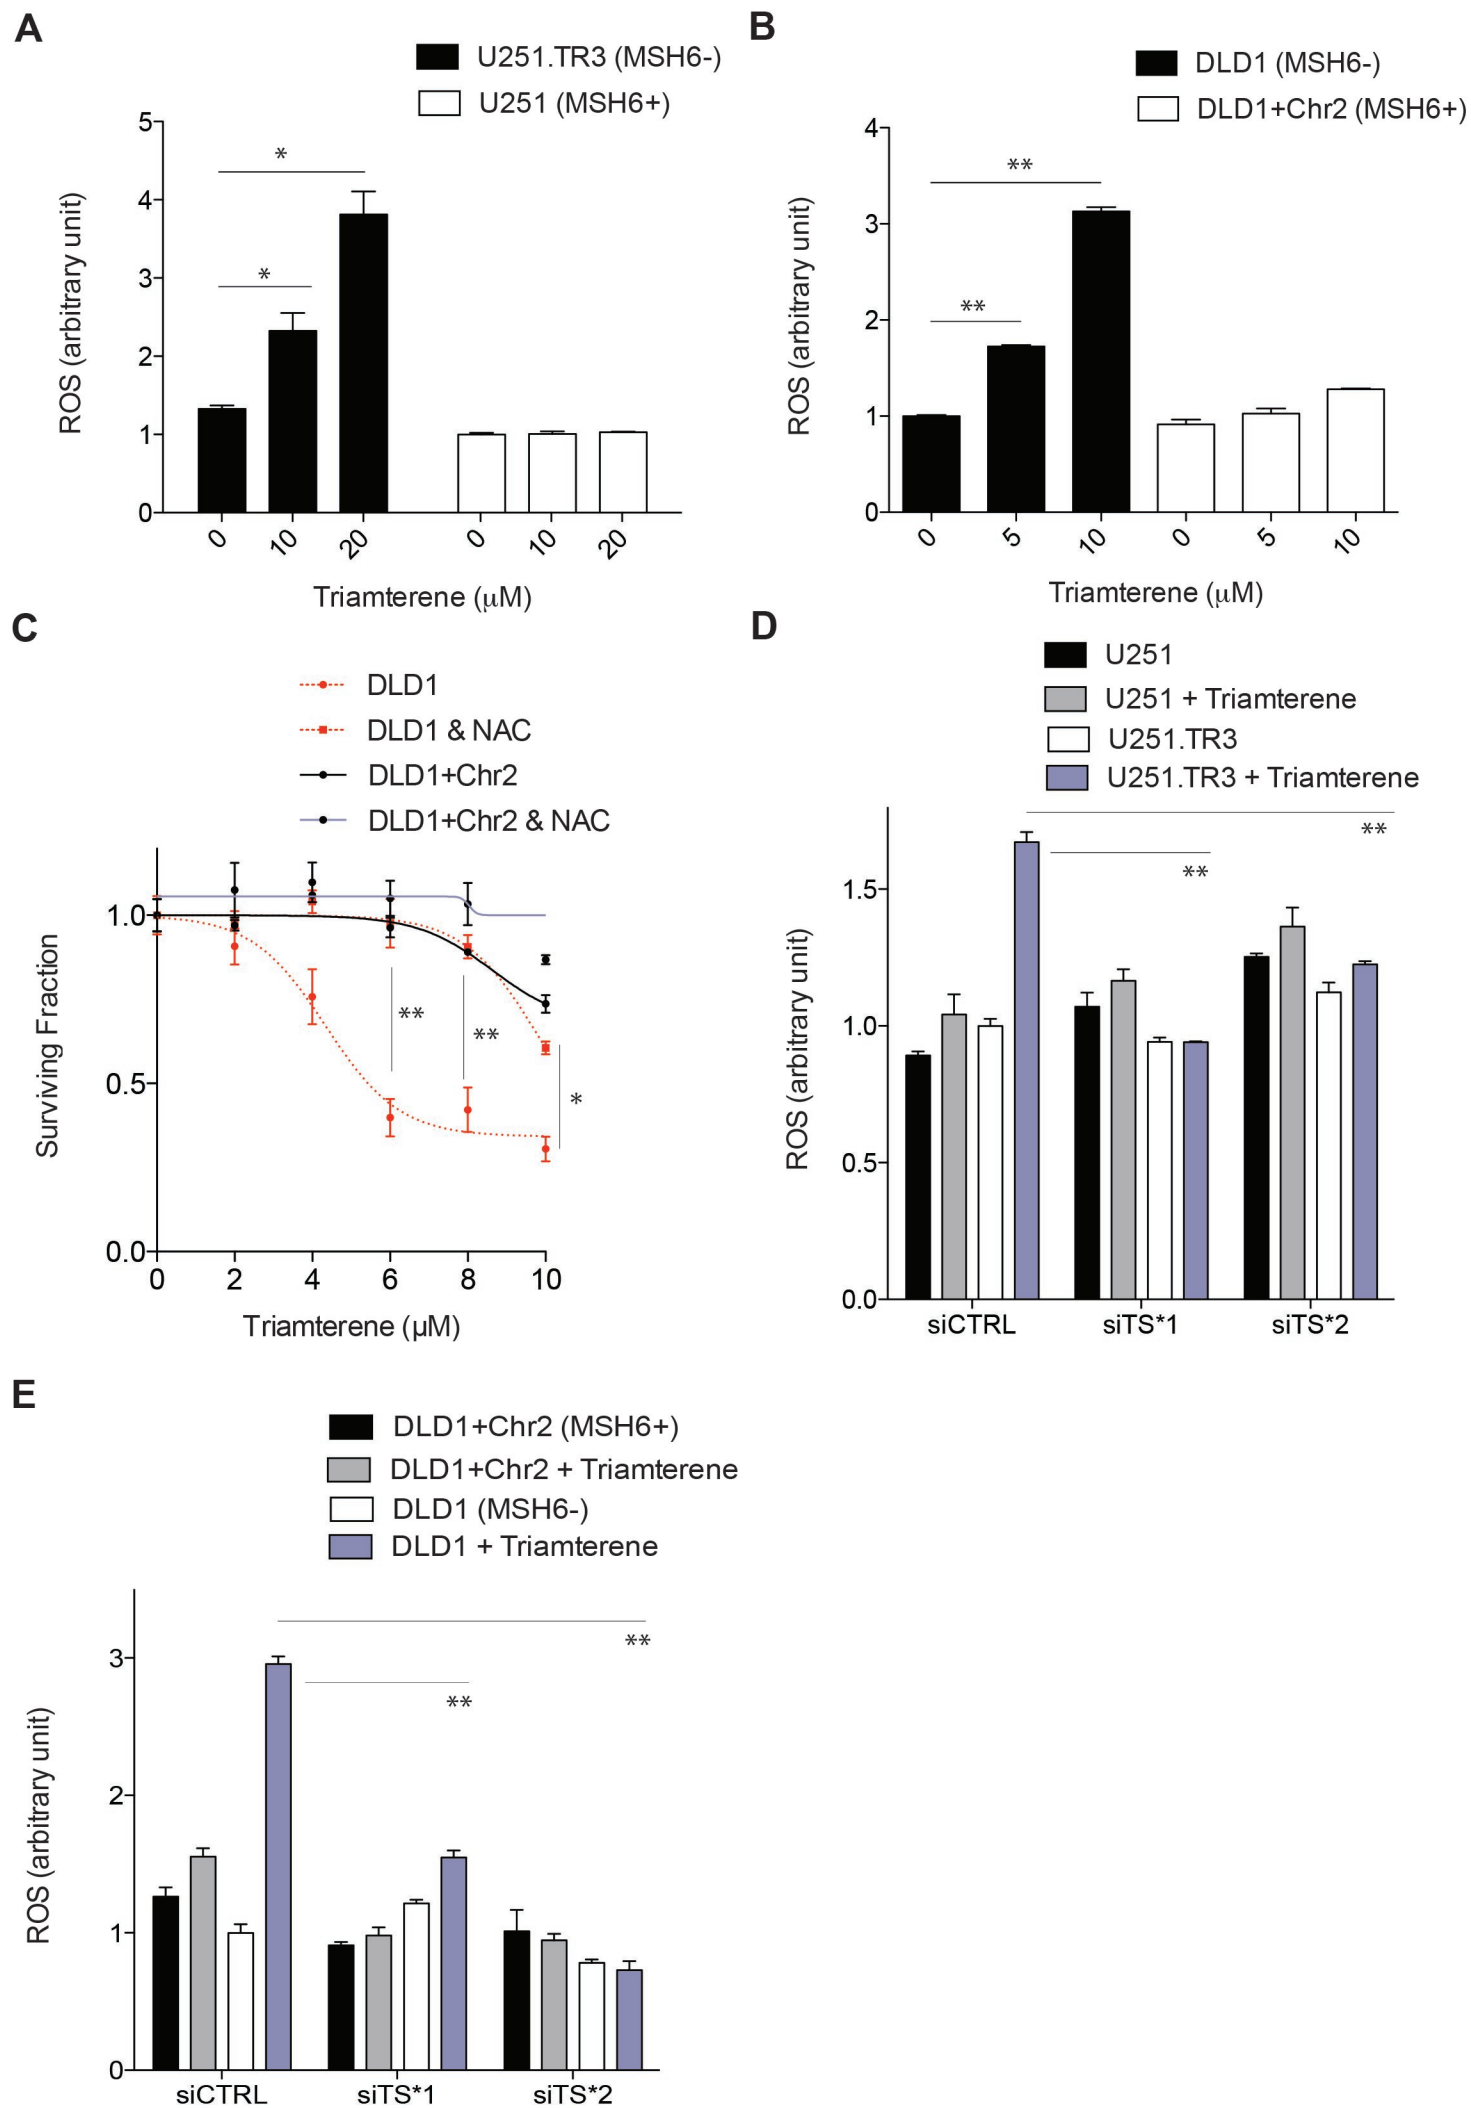 A
U251.TR3 (MSH6-)
U251 (MSH6+)
ROS (arbitrary unit)
5
4
3
2
1
0
*
*
0 10 20 0 10 20
Triamterene (μM)
B
DLD1 (MSH6-)
DLD1+Chr2 (MSH6+)
ROS (arbitrary unit)
4
3
2
1
0
**
**
0 5 10 0 5 10
Triamterene (μM)
C
DLD1
DLD1 & NAC
DLD1+Chr2
DLD1+Chr2 & NAC
Surviving Fraction
1.0
0.5
0.0
**
**
*
0 2 4 6 8 10
Triamterene (µM)
D
U251
U251 + Triamterene
U251.TR3
U251.TR3 + Triamterene
ROS (arbitrary unit)
1.5
1.0
0.5
0.0
**
**
siCTRL siTS*1 siTS*2
E
DLD1+Chr2 (MSH6+)
DLD1+Chr2 + Triamterene
DLD1 (MSH6-)
DLD1 + Triamterene
ROS (arbitrary unit)
3
2
1
0
**
**
siCTRL siTS*1 siTS*2